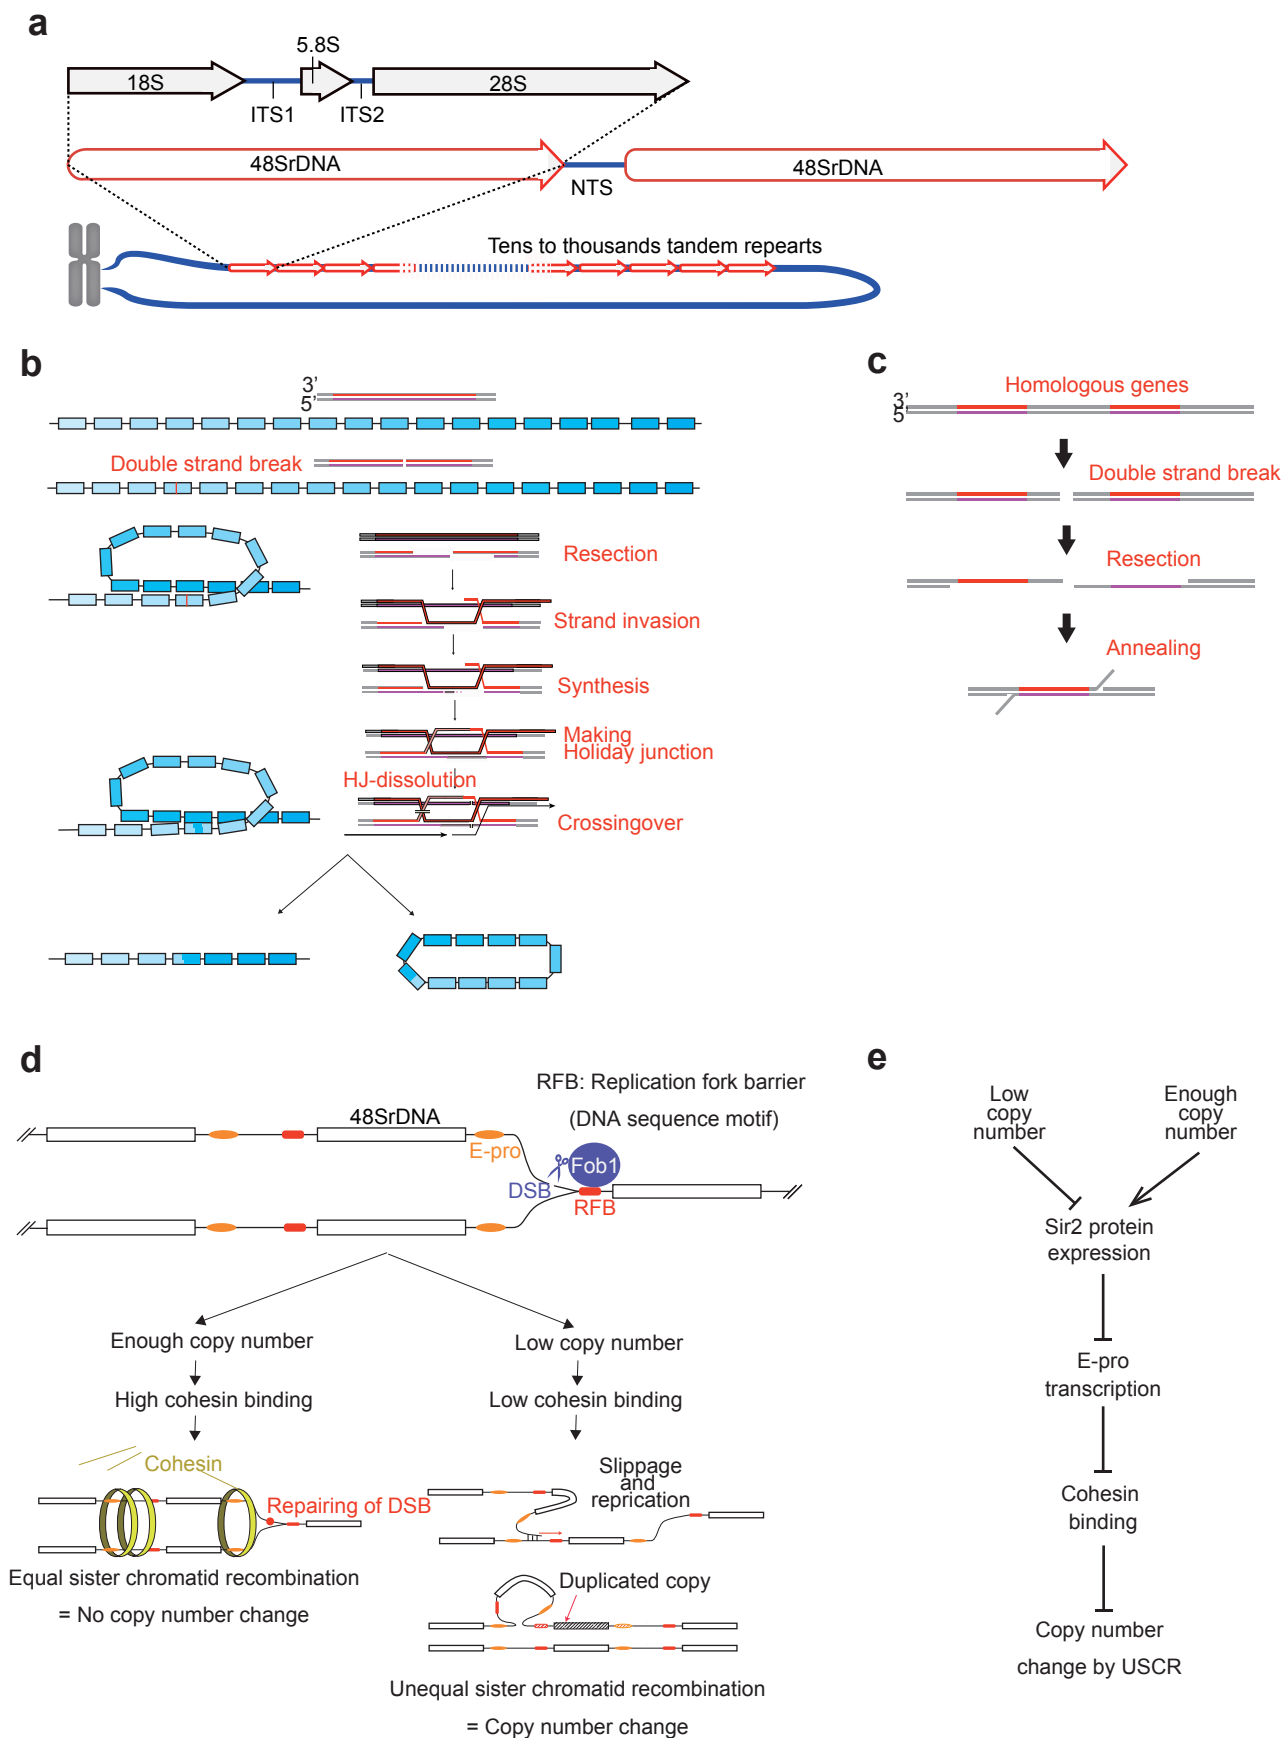 a
5.8S
18S
28S
ITS1
ITS2
48SrDNA
48SrDNA
NTS
Tens to thousands tandem repearts
b
3'
5'
Double strand break
Resection
Strand invasion
Synthesis
Making
Holiday junction
HJ-dissolution
Crossingover
c
Homologous genes
3'
5'
Double strand break
Resection
Annealing
d
RFB: Replication fork barrier
(DNA sequence motif)
48SrDNA
E-pro
Fob1
DSB
RFB
Enough copy number
Low copy number
High cohesin binding
Low cohesin binding
Cohesin
Repairing of DSB
Slippage
and
reprication
Equal sister chromatid recombination
= No copy number change
Duplicated copy
Unequal sister chromatid recombination
= Copy number change
e
Low
copy
number
Enough
copy
number
Sir2 protein
expression
E-pro
transcription
Cohesin
binding
Copy number
change by USCR